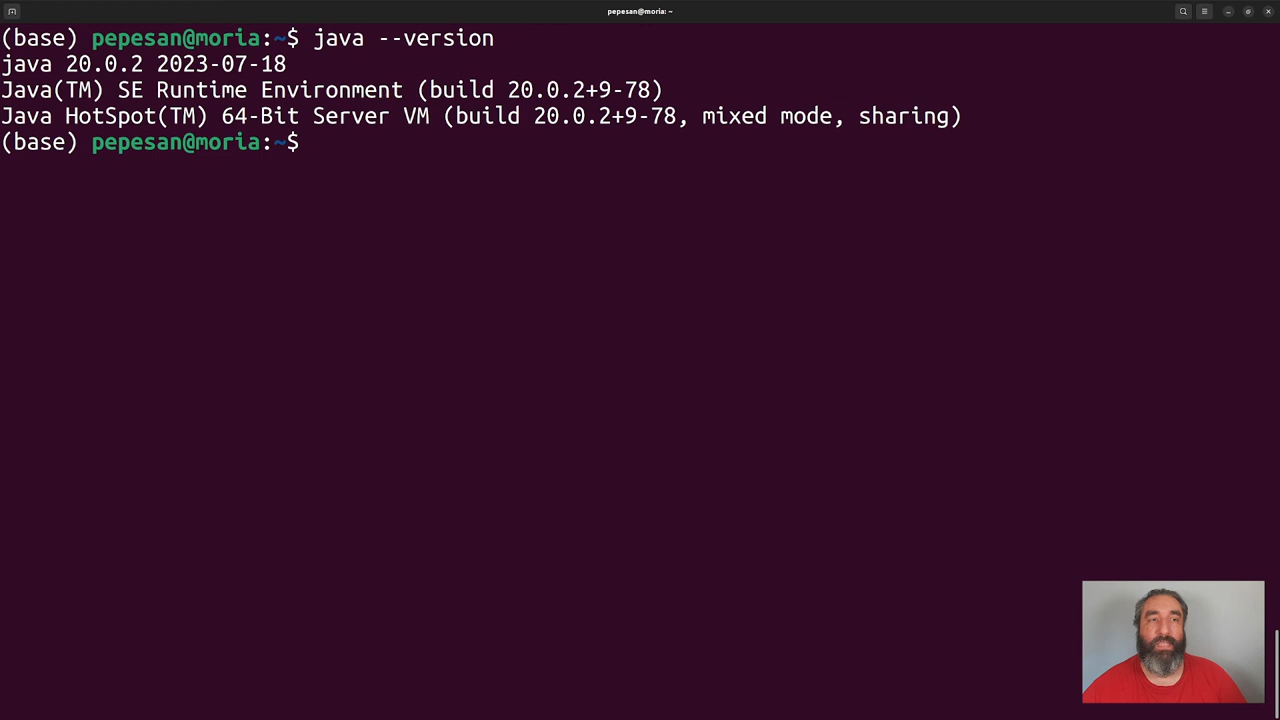 pepesan@moria: ~
(base) pepesan@moria:~$ java --version
java 20.0.2 2023-07-18
Java(TM) SE Runtime Environment (build 20.0.2+9-78)
Java HotSpot(TM) 64-Bit Server VM (build 20.0.2+9-78, mixed mode, sharing)
(base) pepesan@moria:~$